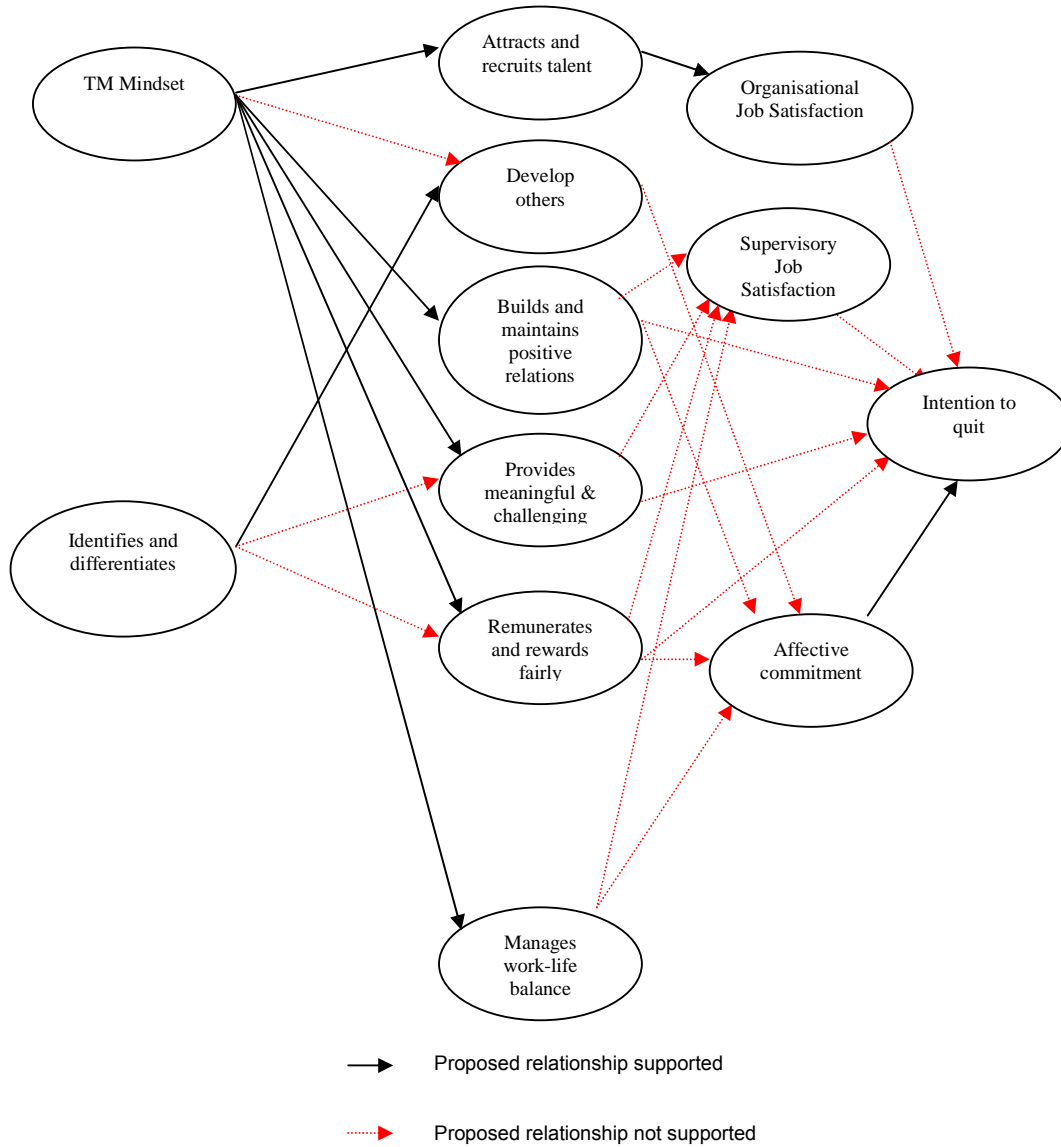 TM Mindset
Attracts and
recruits talent
Organisational
Job Satisfaction
Develop
others
Supervisory
Job
Satisfaction
Builds and
maintains
positive
relations
Intention to
quit
Provides
meaningful &
challenging
Identifies and
differentiates
Remunerates
and rewards
fairly
Affective
commitment
Manages
work-life
balance
Proposed relationship supported
Proposed relationship not supported